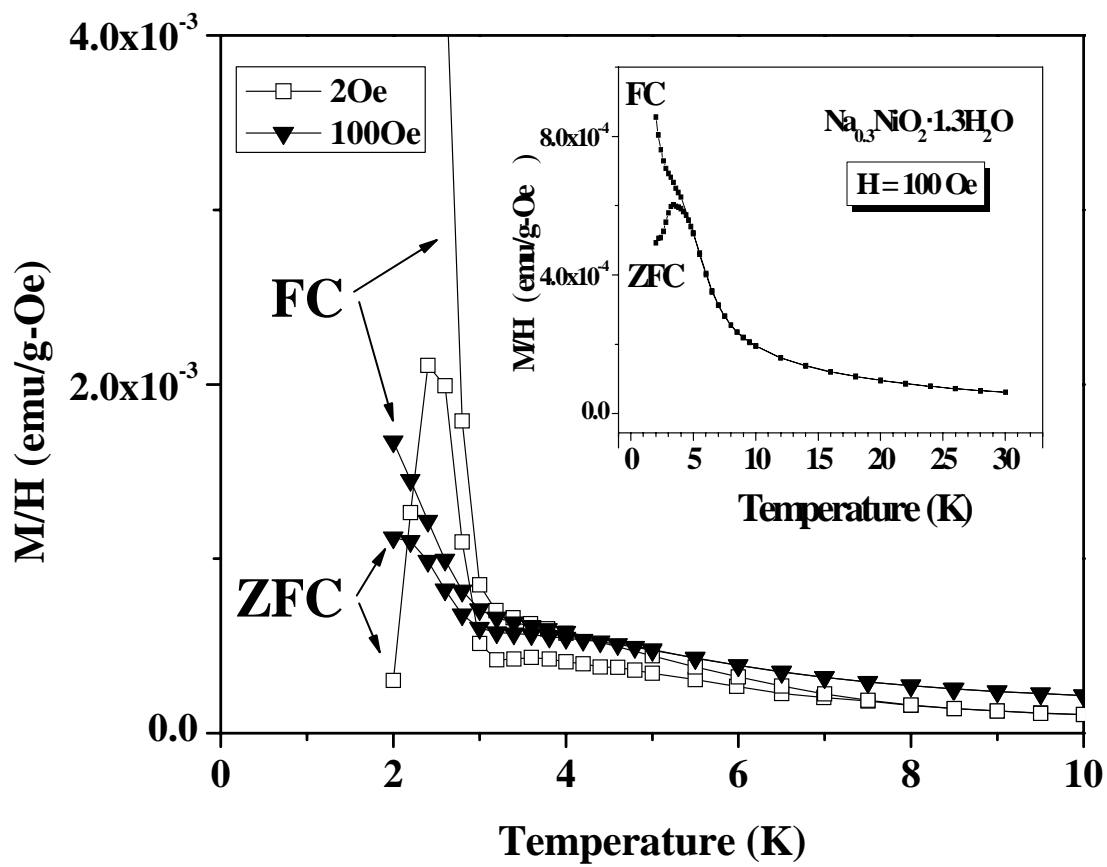 4.0x10⁻³
2.0x10⁻³
0.0
M/H (emu/g-Oe)
2Oe
100Oe
FC
ZFC
0 2 4 6 8 10
Temperature (K)
FC
ZFC
Na₀.₃NiO₂·1.3H₂O
H = 100 Oe
8.0x10⁻⁴
4.0x10⁻⁴
0.0
M/H (emu/g-Oe)
0 5 10 15 20 25 30
Temperature (K)